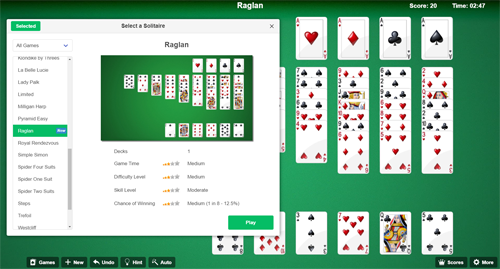 Raglan
Score: 20
Time: 02:47
Selected
Select a Solitaire
All Games
Klondike by Threes
La Belle Lucie
Lady Palk
Limited
Milligan Harp
Pyramid Easy
Raglan
New
Royal Rendezvous
Simple Simon
Spider Four Suits
Spider One Suit
Spider Two Suits
Steps
Trefoil
Westcliff
Raglan
Decks 1
Game Time Medium
Difficulty Level Medium
Skill Level Moderate
Chance of Winning Medium (1 in 8 - 12.5%)
Play
Games
New
Undo
Hint
Auto
Scores
More